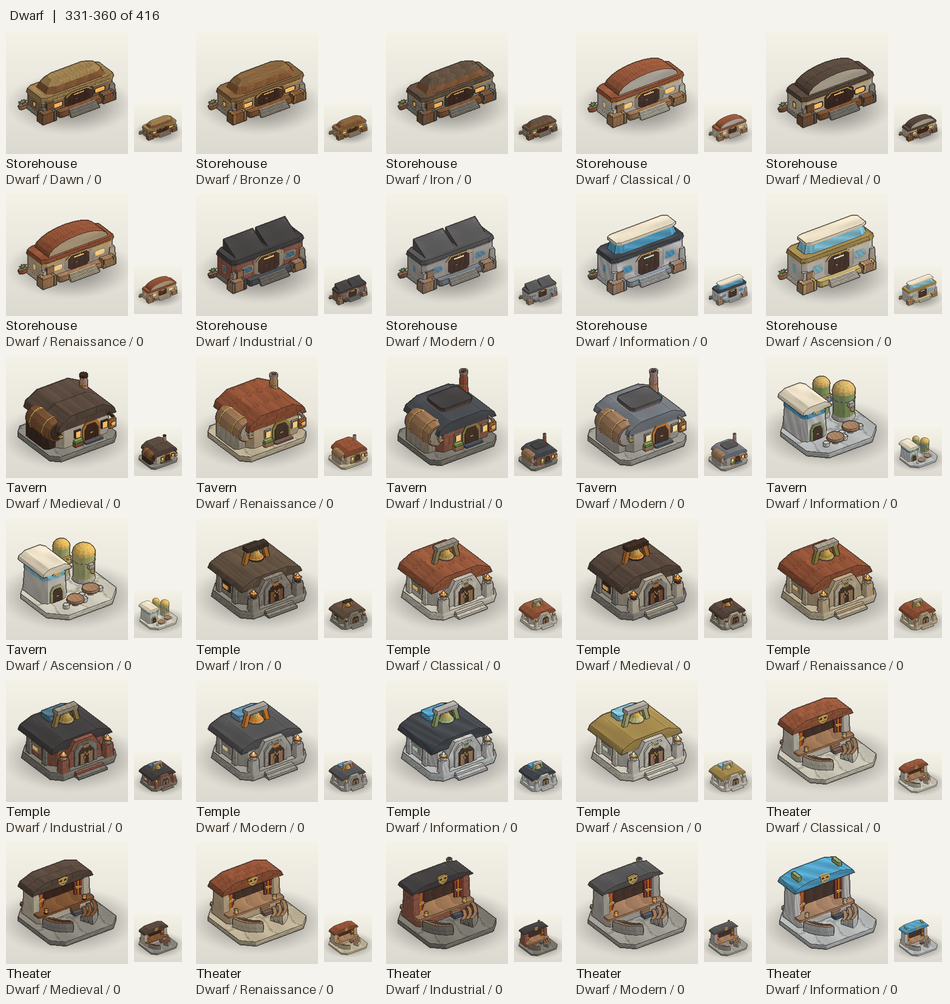 Dwarf | 331-360 of 416
Storehouse
Dwarf / Dawn / 0
Storehouse
Dwarf / Bronze / 0
Storehouse
Dwarf / Iron / 0
Storehouse
Dwarf / Classical / 0
Storehouse
Dwarf / Medieval / 0
Storehouse
Dwarf / Renaissance / 0
Storehouse
Dwarf / Industrial / 0
Storehouse
Dwarf / Modern / 0
Storehouse
Dwarf / Information / 0
Storehouse
Dwarf / Ascension / 0
Tavern
Dwarf / Medieval / 0
Tavern
Dwarf / Renaissance / 0
Tavern
Dwarf / Industrial / 0
Tavern
Dwarf / Modern / 0
Tavern
Dwarf / Information / 0
Tavern
Dwarf / Ascension / 0
Temple
Dwarf / Iron / 0
Temple
Dwarf / Classical / 0
Temple
Dwarf / Medieval / 0
Temple
Dwarf / Renaissance / 0
Temple
Dwarf / Industrial / 0
Temple
Dwarf / Modern / 0
Temple
Dwarf / Information / 0
Temple
Dwarf / Ascension / 0
Theater
Dwarf / Classical / 0
Theater
Dwarf / Medieval / 0
Theater
Dwarf / Renaissance / 0
Theater
Dwarf / Industrial / 0
Theater
Dwarf / Modern / 0
Theater
Dwarf / Information / 0